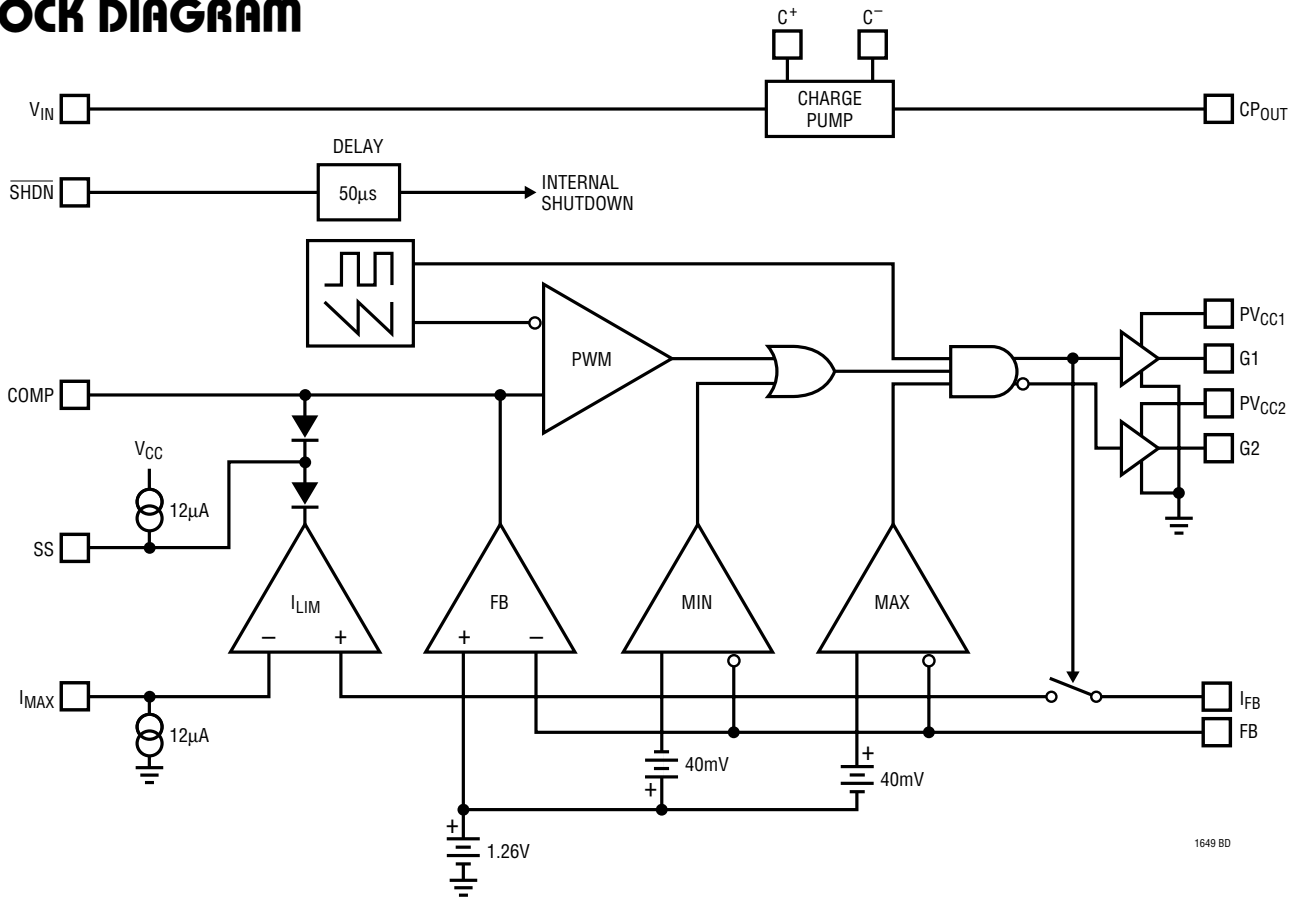 OCK DIAGRAM
C+ C−
VIN
CHARGE
PUMP
CPOUT
DELAY
SHDN
50µs
INTERNAL
SHUTDOWN
PVCC1
PWM
G1
COMP
PVCC2
VCC
G2
12µA
SS
ILIM
FB
MIN
MAX
− +
+ −
IMAX
IFB
12µA
FB
+
40mV
+
40mV
+
1.26V
1649 BD